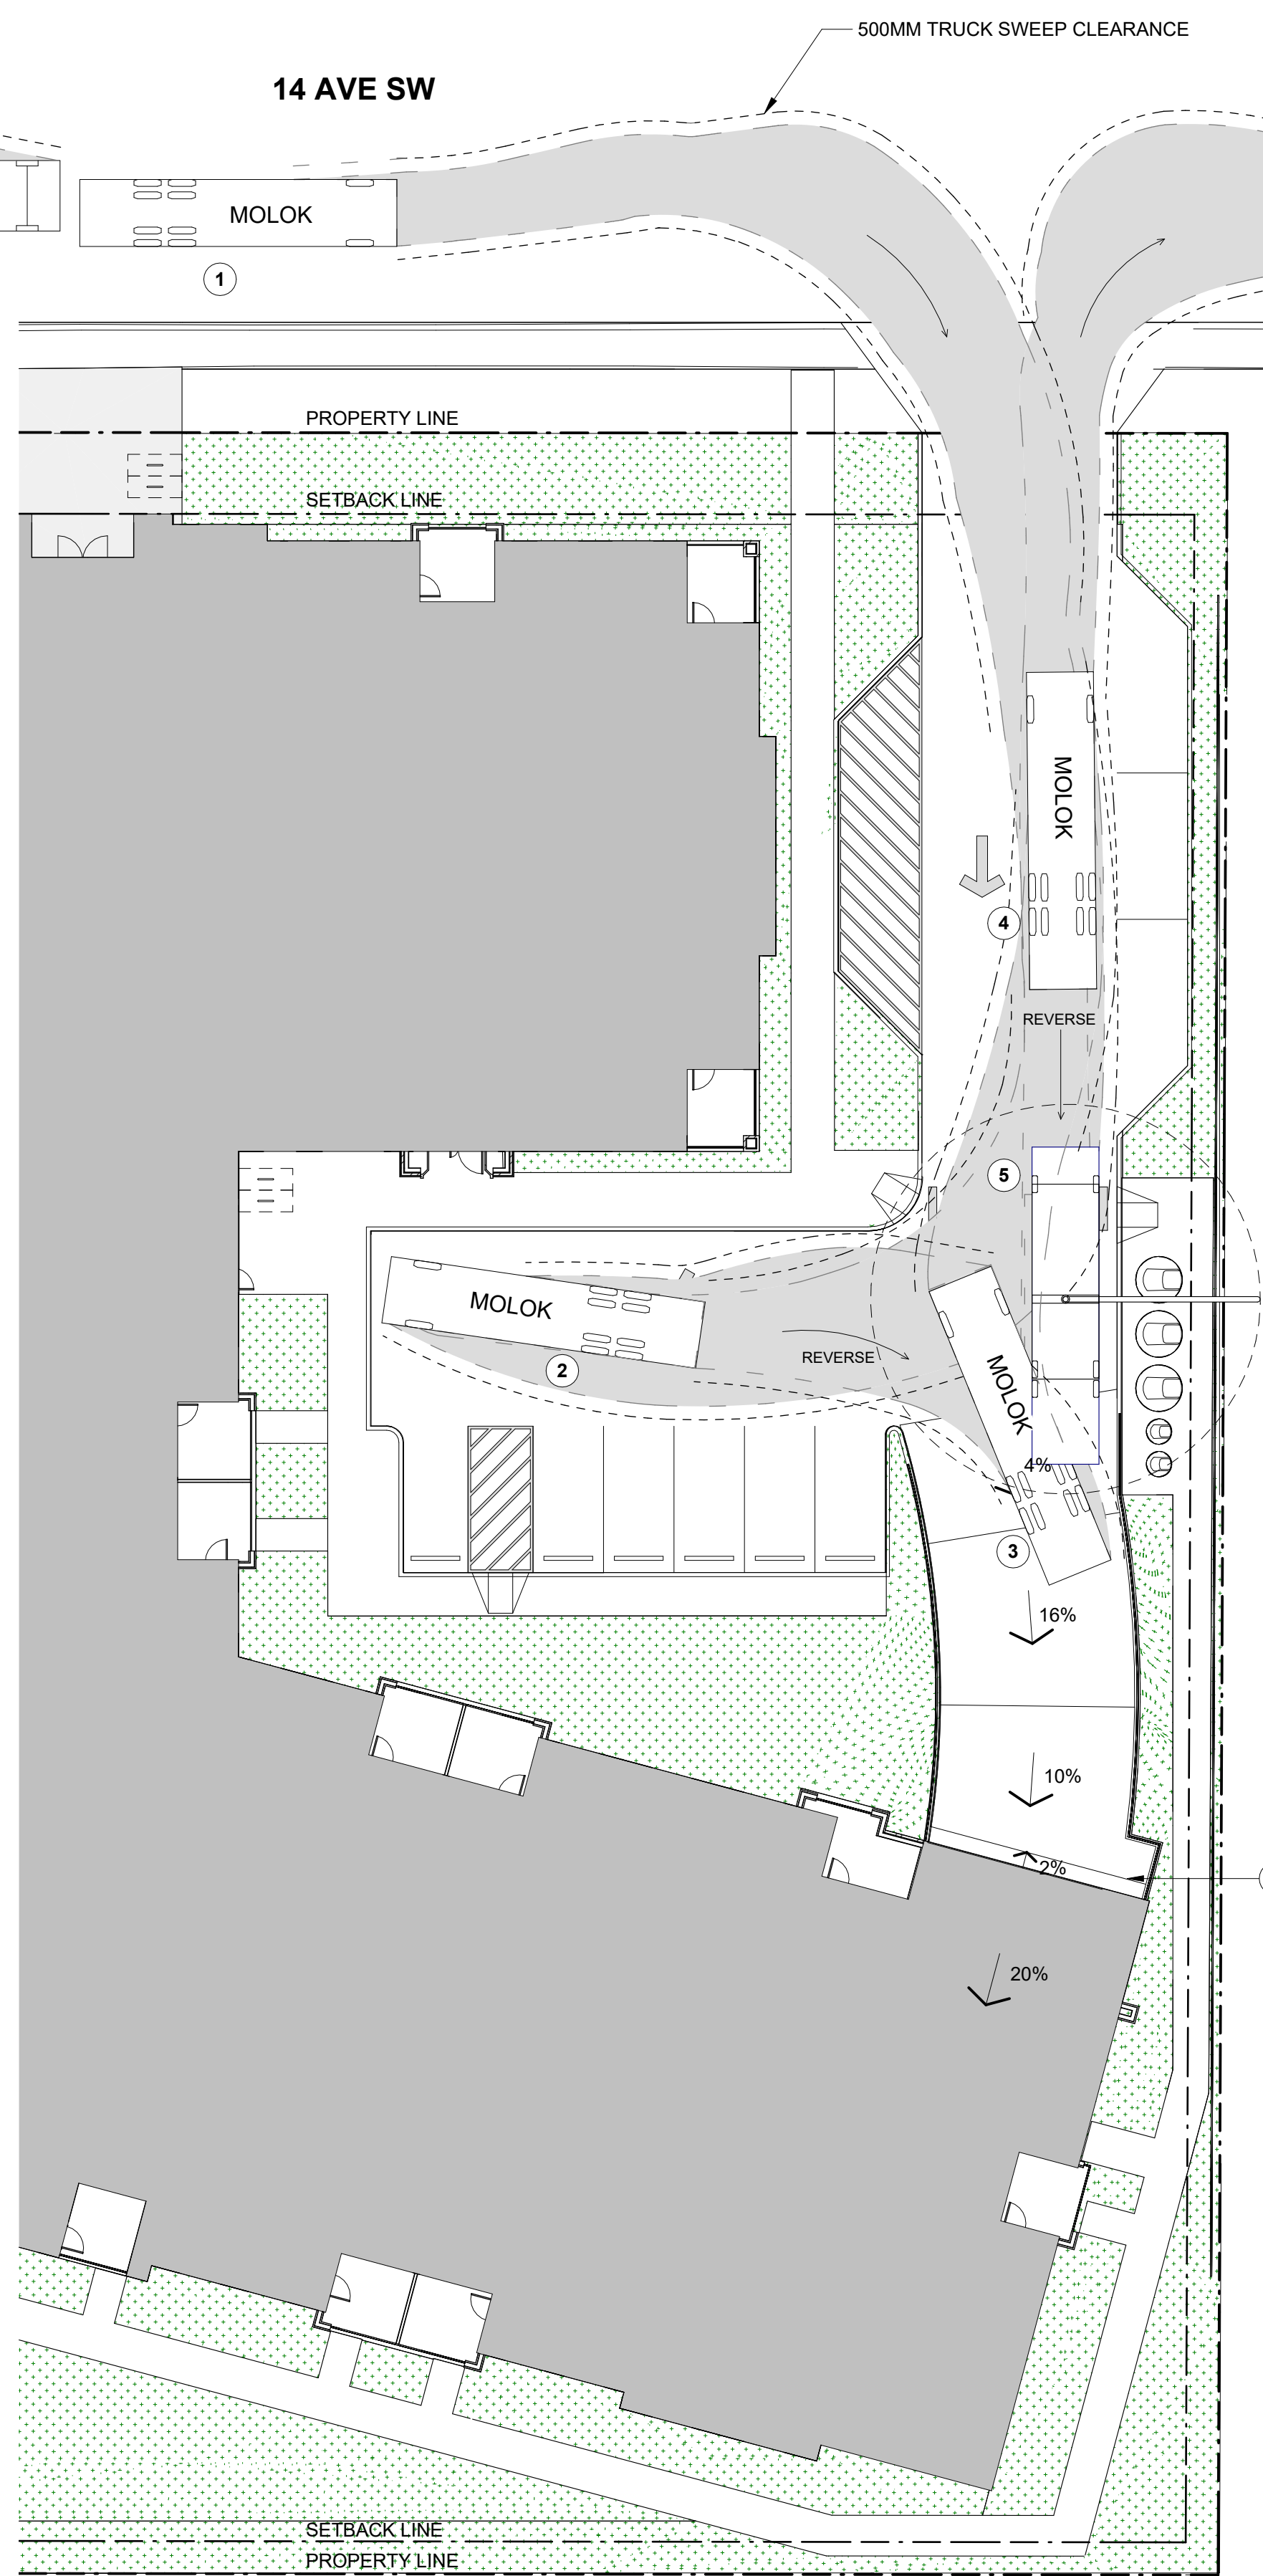 500MM TRUCK SWEEP CLEARANCE
14 AVE SW
MOLOK
1
PROPERTY LINE
SETBACK LINE
MOLOK
4
REVERSE
5
MOLOK
REVERSE
2
MOLOK
4%
3
16%
10%
2%
20%
SETBACK LINE
PROPERTY LINE